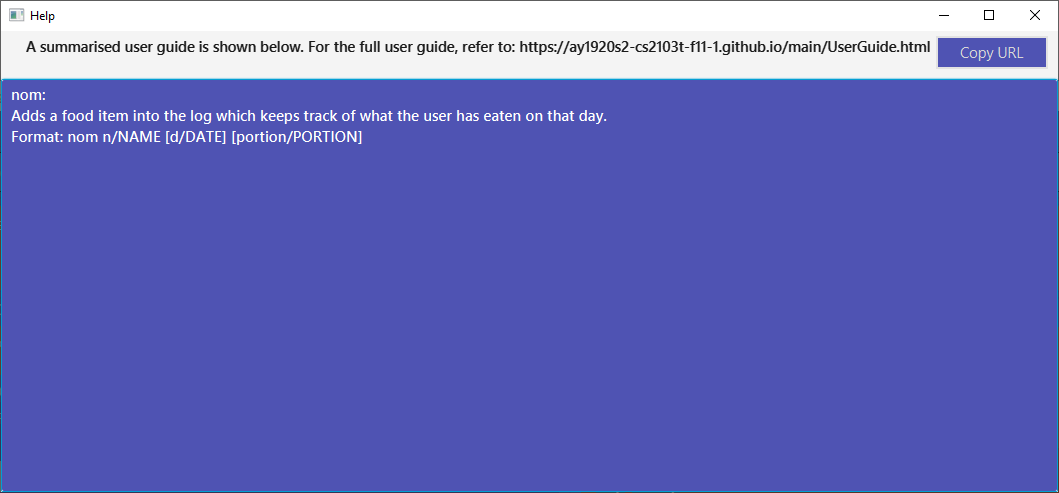 Help
A summarised user guide is shown below. For the full user guide, refer to: https://ay1920s2-cs2103t-f11-1.github.io/main/UserGuide.html
Copy URL
nom:
Adds a food item into the log which keeps track of what the user has eaten on that day.
Format: nom n/NAME [d/DATE] [portion/PORTION]